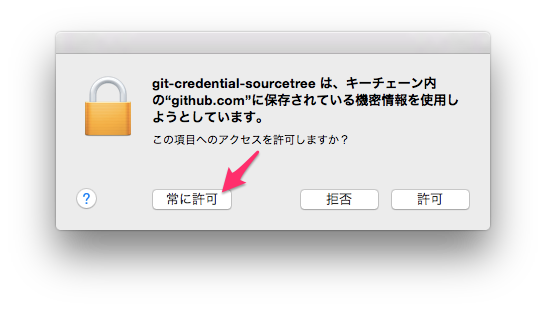 git-credential-sourcetree は、キーチェーン内
の“github.com”に保存されている機密情報を使用し
ようとしています。
この項目へのアクセスを許可しますか？
?
常に許可
拒否
許可